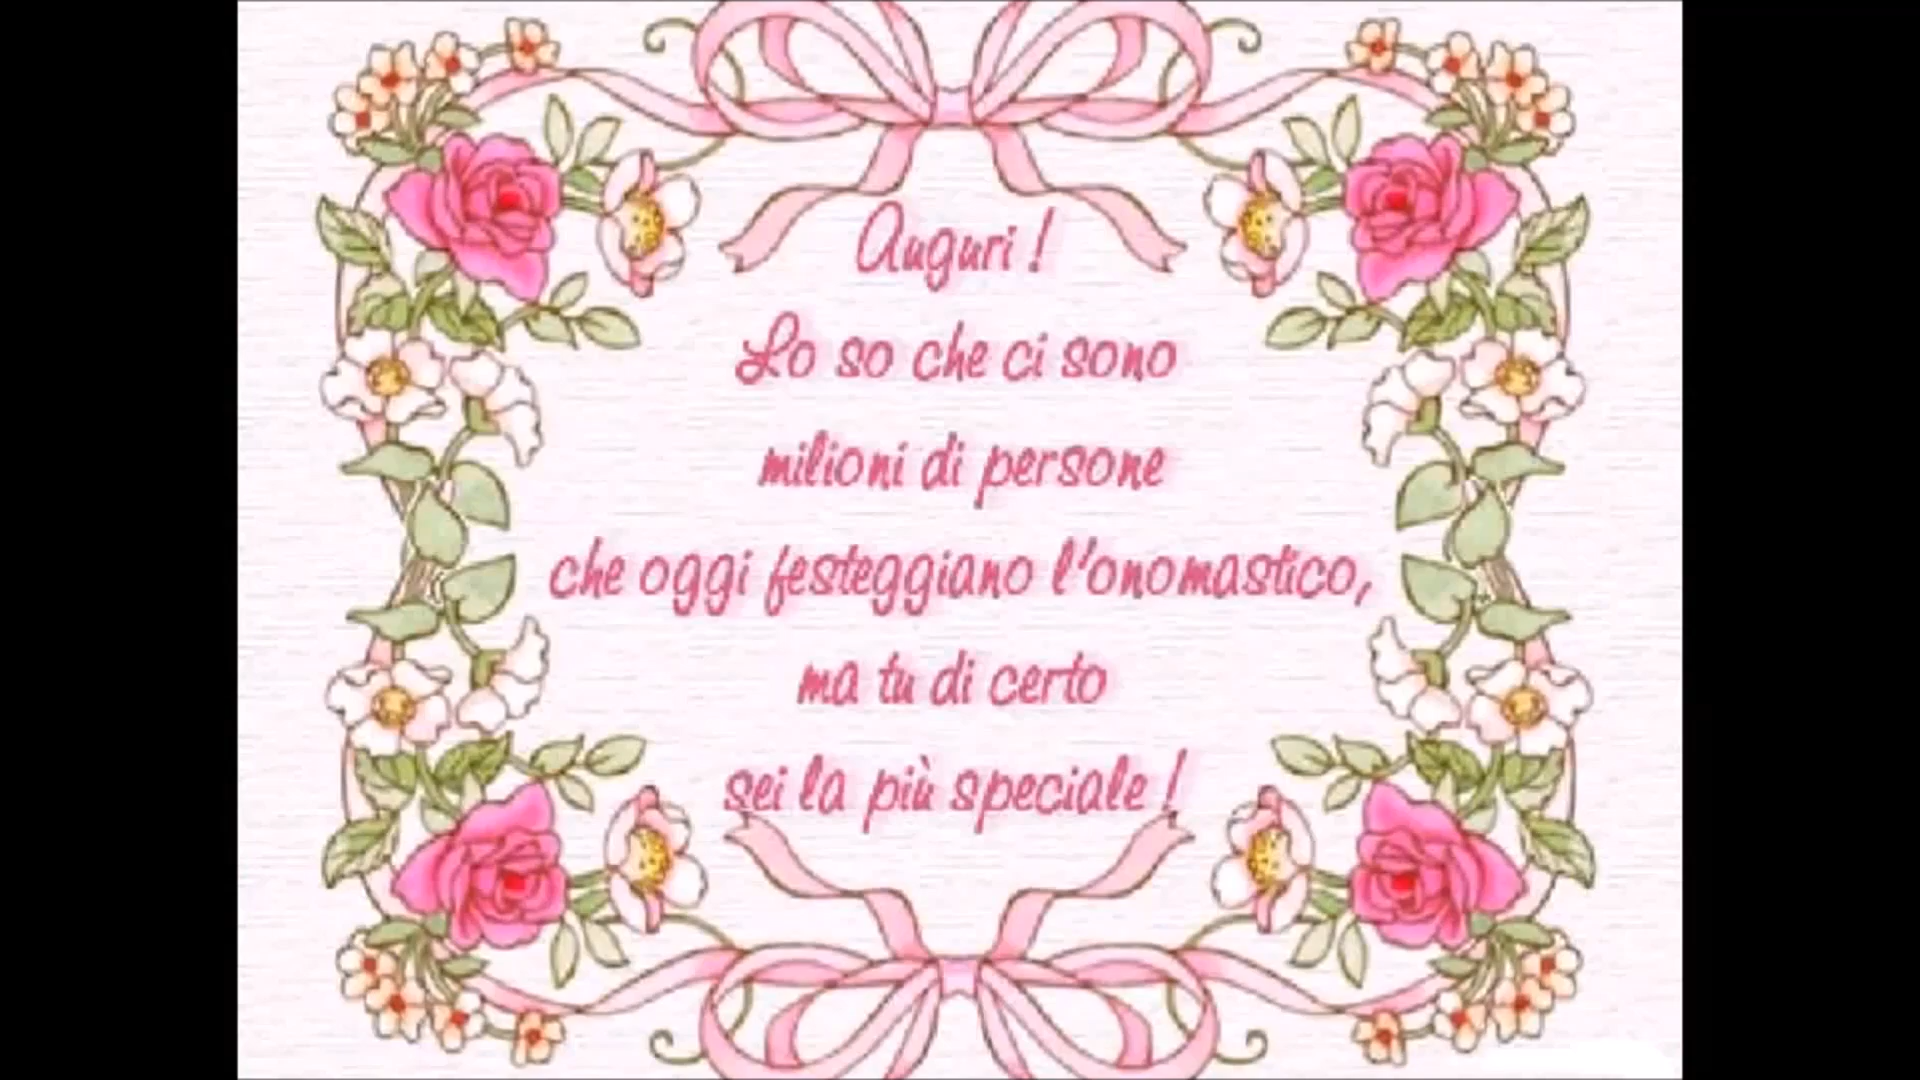 Auguri !
Lo so che ci sono
milioni di persone
che oggi festeggiano l'onomastico,
ma tu di certo
sei la più speciale !